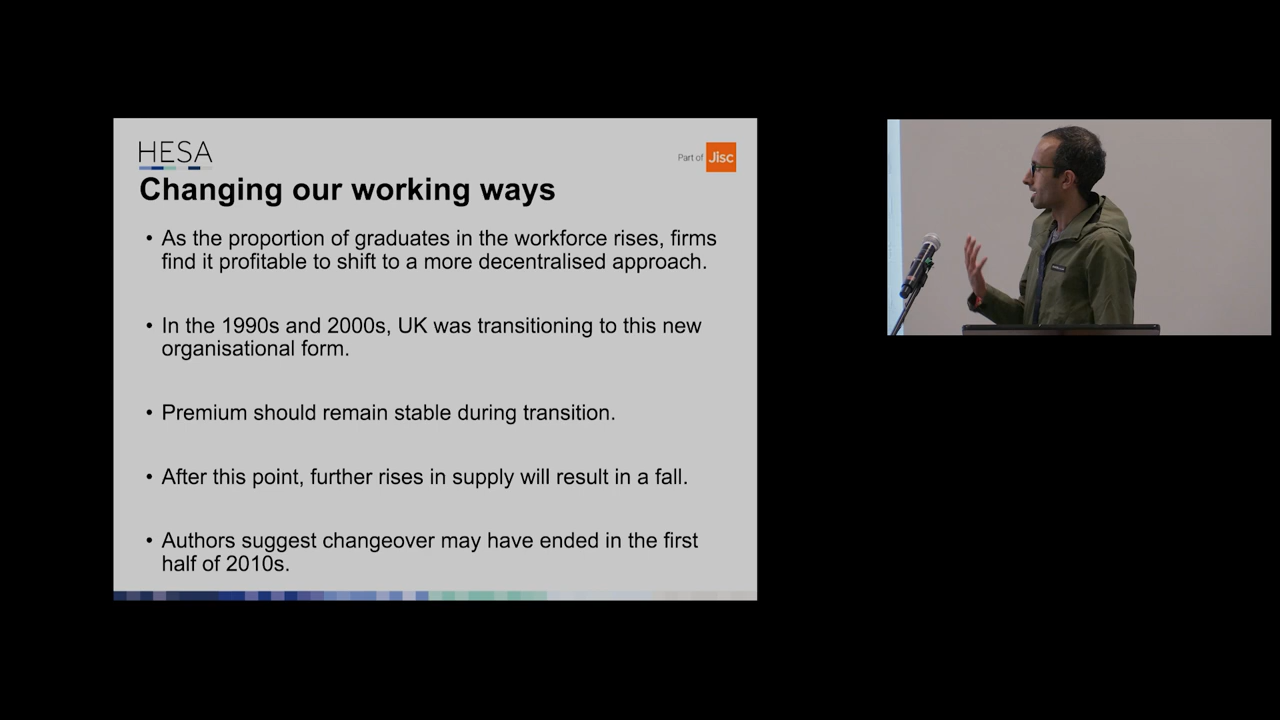 HESA
Part of Jisc
Changing our working ways
• As the proportion of graduates in the workforce rises, firms
find it profitable to shift to a more decentralised approach.
• In the 1990s and 2000s, UK was transitioning to this new
organisational form.
• Premium should remain stable during transition.
• After this point, further rises in supply will result in a fall.
• Authors suggest changeover may have ended in the first
half of 2010s.